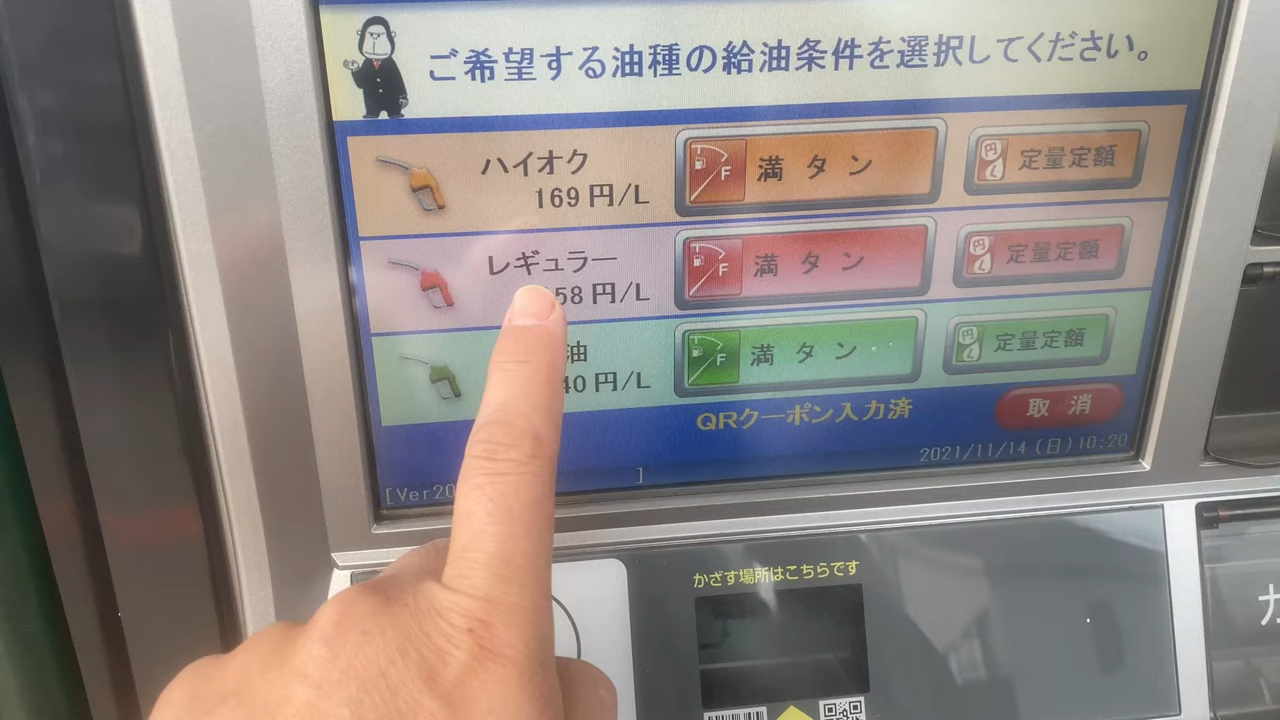 ご希望する油種の給油条件を選択してください。
ハイオク
169円/L
満タン
円 L 定量定額
レギュラー
58円/L
満タン
円 L 定量定額
油
40円/L
満タン
円 L 定量定額
QRクーポン入力済
取消
2021/11/14(日)10:20
[Ver20 ]
かざす場所はこちらです